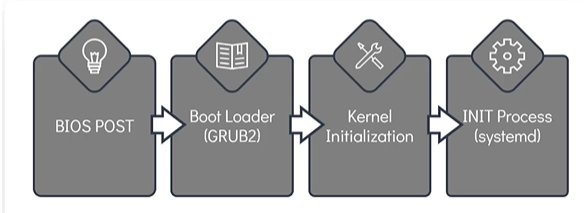 BIOS POST
Boot Loader
(GRUB2)
Kernel
Initialization
INIT Process
(systemd)